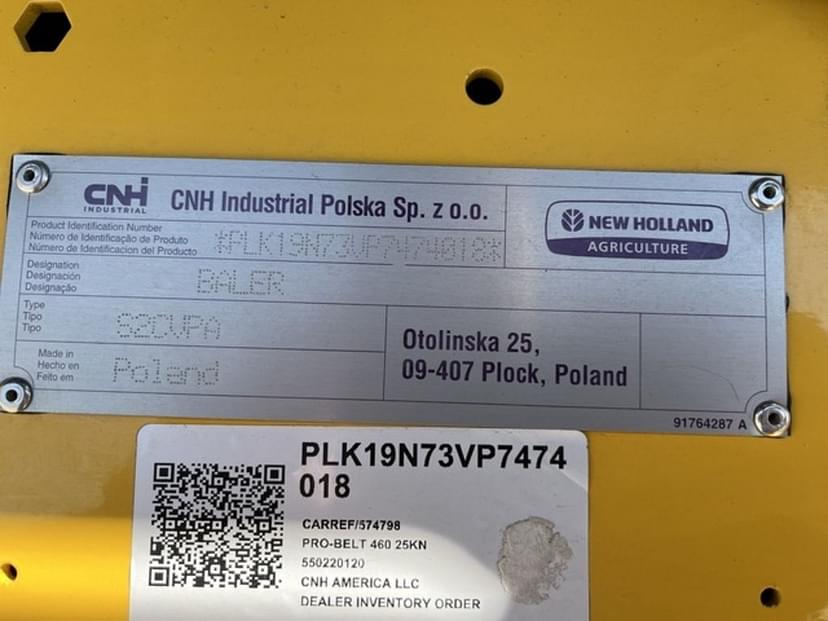 CNH INDUSTRIAL
CNH Industrial Polska Sp. z o.o.
NEW HOLLAND
AGRICULTURE
Product Identification Number
Número de Identificação de Produto
Número de Identificacion del Producto
*PLK19N73VP7474018*
Designation
Designación
Designação
BALER
Type
Tipo
Tipo
S2CVPA
Made in
Hecho en
Feito em
Poland
Otolinska 25,
09-407 Plock, Poland
91764287 A
PLK19N73VP7474
018
CARREF/574798
PRO-BELT 460 25KN
550220120
CNH AMERICA LLC
DEALER INVENTORY ORDER